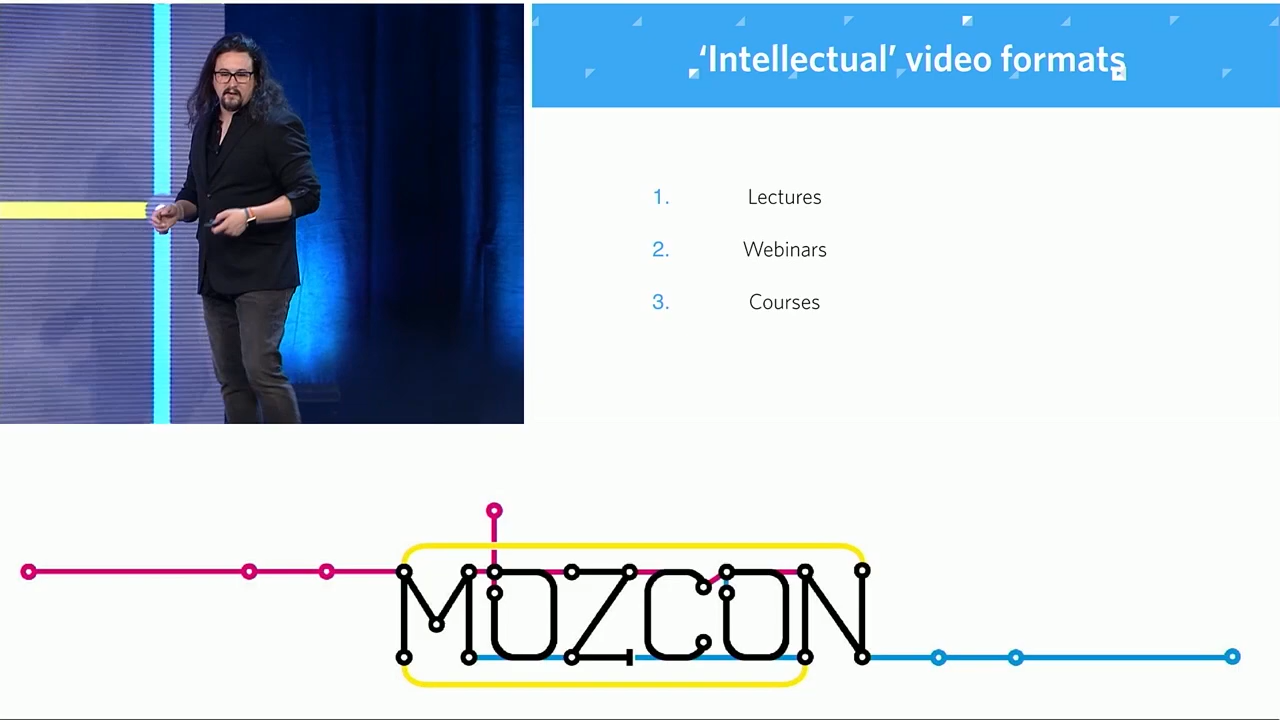 ‘Intellectual’ video formats
1. Lectures
2. Webinars
3. Courses
MOZCON